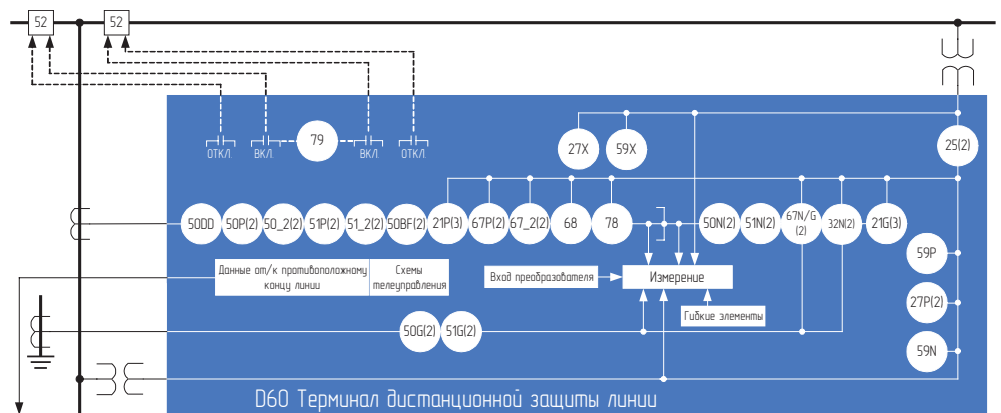 52
52
ОТКЛ.
ВКЛ.
79
ВКЛ.
ОТКЛ.
27X
59X
25(2)
50DD
50P(2)
50_2(2)
51P(2)
51_2(2)
50BF(2)
21P(3)
67P(2)
67_2(2)
68
78
50N(2)
51N(2)
67N/G
(2)
32N(2)
21G(3)
59P
Данные от/к противоположному
концу линии
Схемы
телеуправления
Вход преобразователя
Измерение
27P(2)
Гибкие элементы
50G(2)
51G(2)
59N
D60 Терминал дистанционной защиты линии